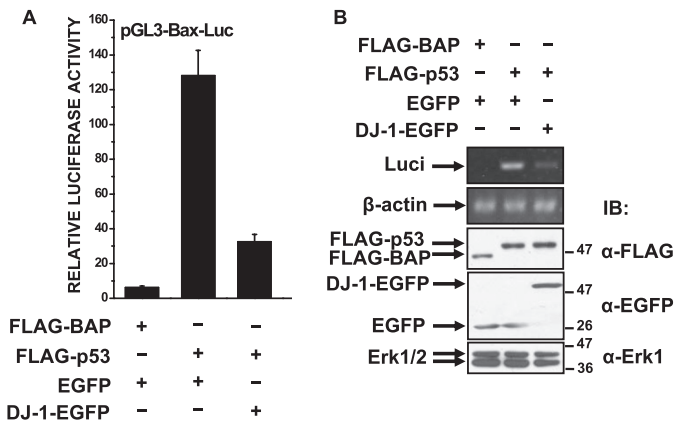 A
RELATIVE LUCIFERASE ACTIVITY
160
140
120
100
80
60
40
20
0
pGL3-Bax-Luc
FLAG-BAP + – –
FLAG-p53 – + +
EGFP + + –
DJ-1-EGFP – – +
B
FLAG-BAP + – –
FLAG-p53 – + +
EGFP + + –
DJ-1-EGFP – – +
Luci
β-actin
IB:
FLAG-p53
FLAG-BAP
47
α-FLAG
DJ-1-EGFP
47
α-EGFP
EGFP
26
47
Erk1/2
α-Erk1
36